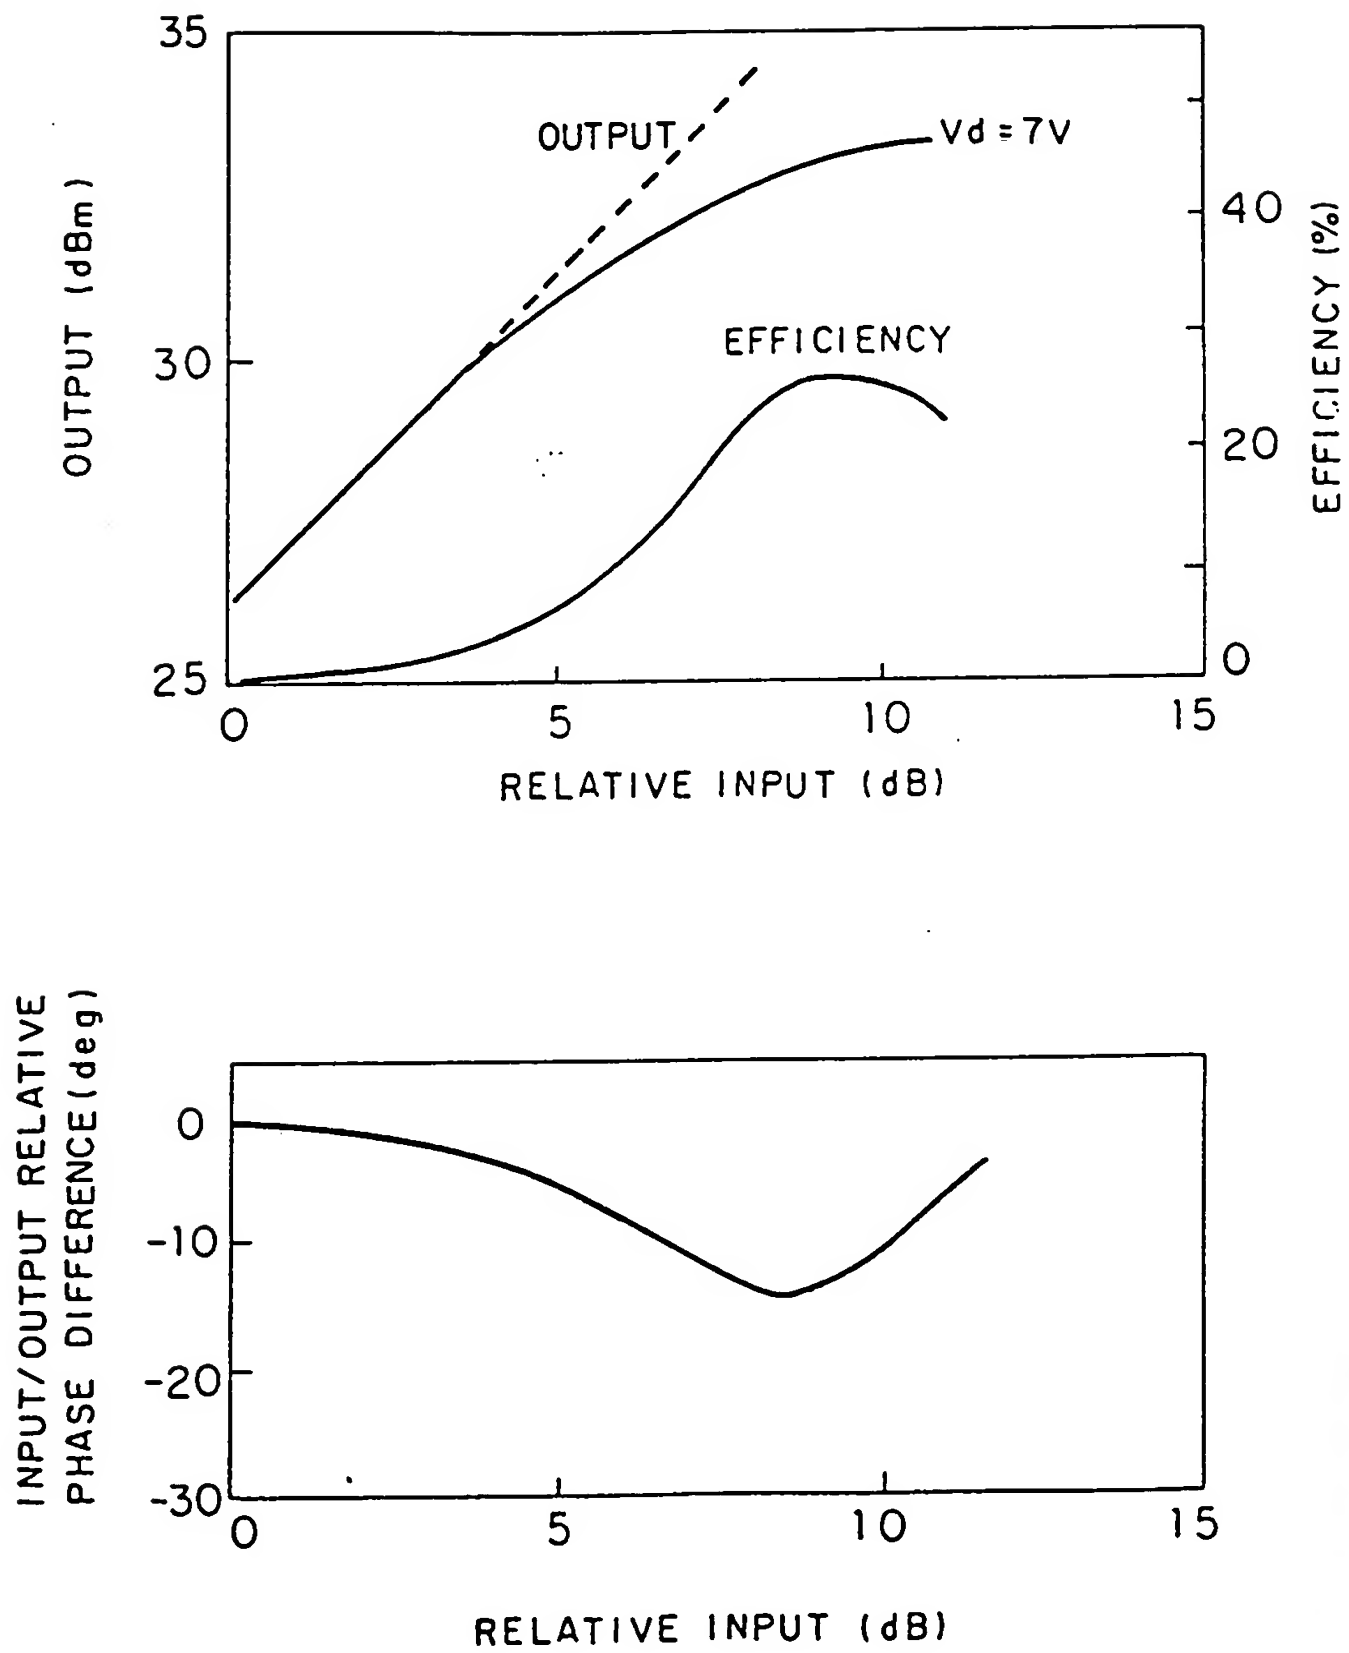 35
OUTPUT
Vd = 7V
40
30
EFFICIENCY
20
25
0
OUTPUT (dBm)
EFFICIENCY (%)
0 5 10 15
RELATIVE INPUT (dB)
INPUT/OUTPUT RELATIVE
PHASE DIFFERENCE (deg)
0
-10
-20
-30
0 5 10 15
RELATIVE INPUT (dB)